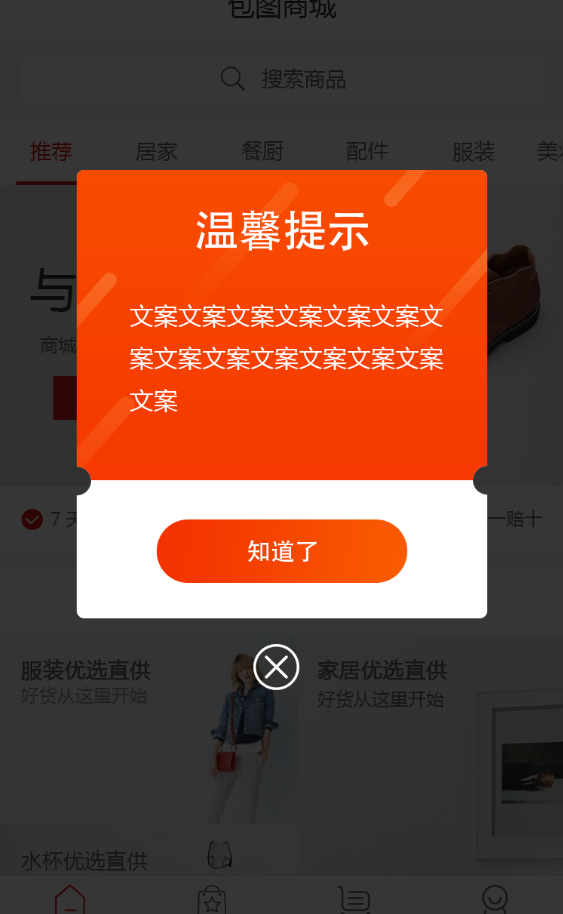 包图商城
搜索商品
推荐 居家 餐厨 配件 服装 美
温馨提示
与
文案文案文案文案文案文案文
商城
案文案文案文案文案文案文案
文案
7 天
一赔十
知道了
服装优选直供 家居优选直供
好货从这里开始 好货从这里开始
水杯优选直供